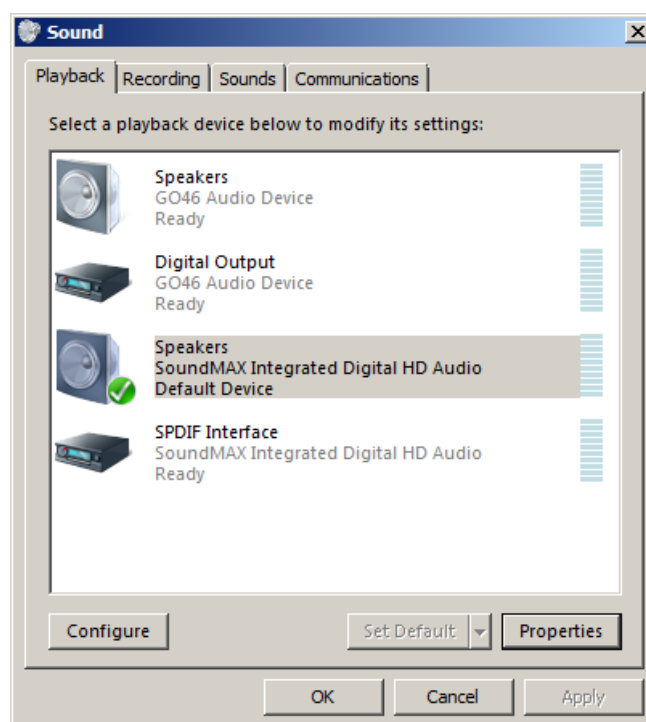 Sound
Playback Recording Sounds Communications
Select a playback device below to modify its settings:
Speakers
GO46 Audio Device
Ready
Digital Output
GO46 Audio Device
Ready
Speakers
SoundMAX Integrated Digital HD Audio
Default Device
SPDIF Interface
SoundMAX Integrated Digital HD Audio
Ready
Configure Set Default Properties
OK Cancel Apply